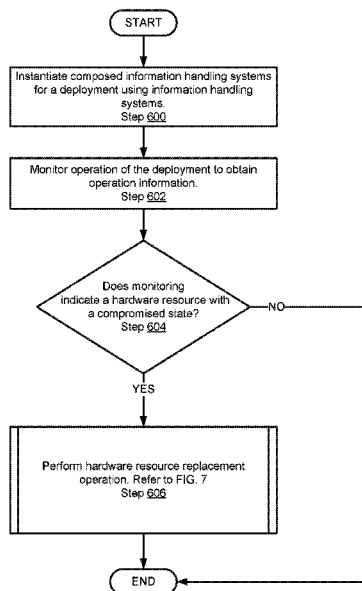 START
Instantiate composed information handling systems
for a deployment using information handling
systems.
Step 600
Monitor operation of the deployment to obtain
operation information.
Step 602
Does monitoring
indicate a hardware resource with
a compromised state?
Step 604
NO
YES
Perform hardware resource replacement
operation. Refer to FIG. 7
Step 606
END